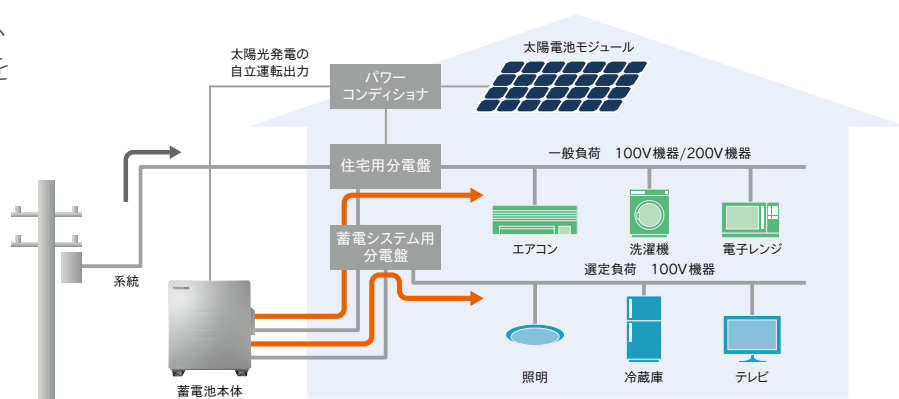 を
太陽光発電の
自立運転出力
パワー
コンディショナ
太陽電池モジュール
住宅用分電盤
一般負荷 100V機器/200V機器
エアコン
洗濯機
電子レンジ
蓄電システム用
分電盤
選定負荷 100V機器
系統
照明
冷蔵庫
テレビ
蓄電池本体